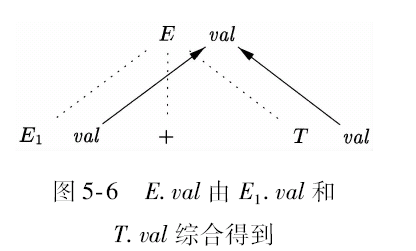 E val
E₁ val + T val
图 5-6 E. val 由 E₁. val 和
T. val 综合得到